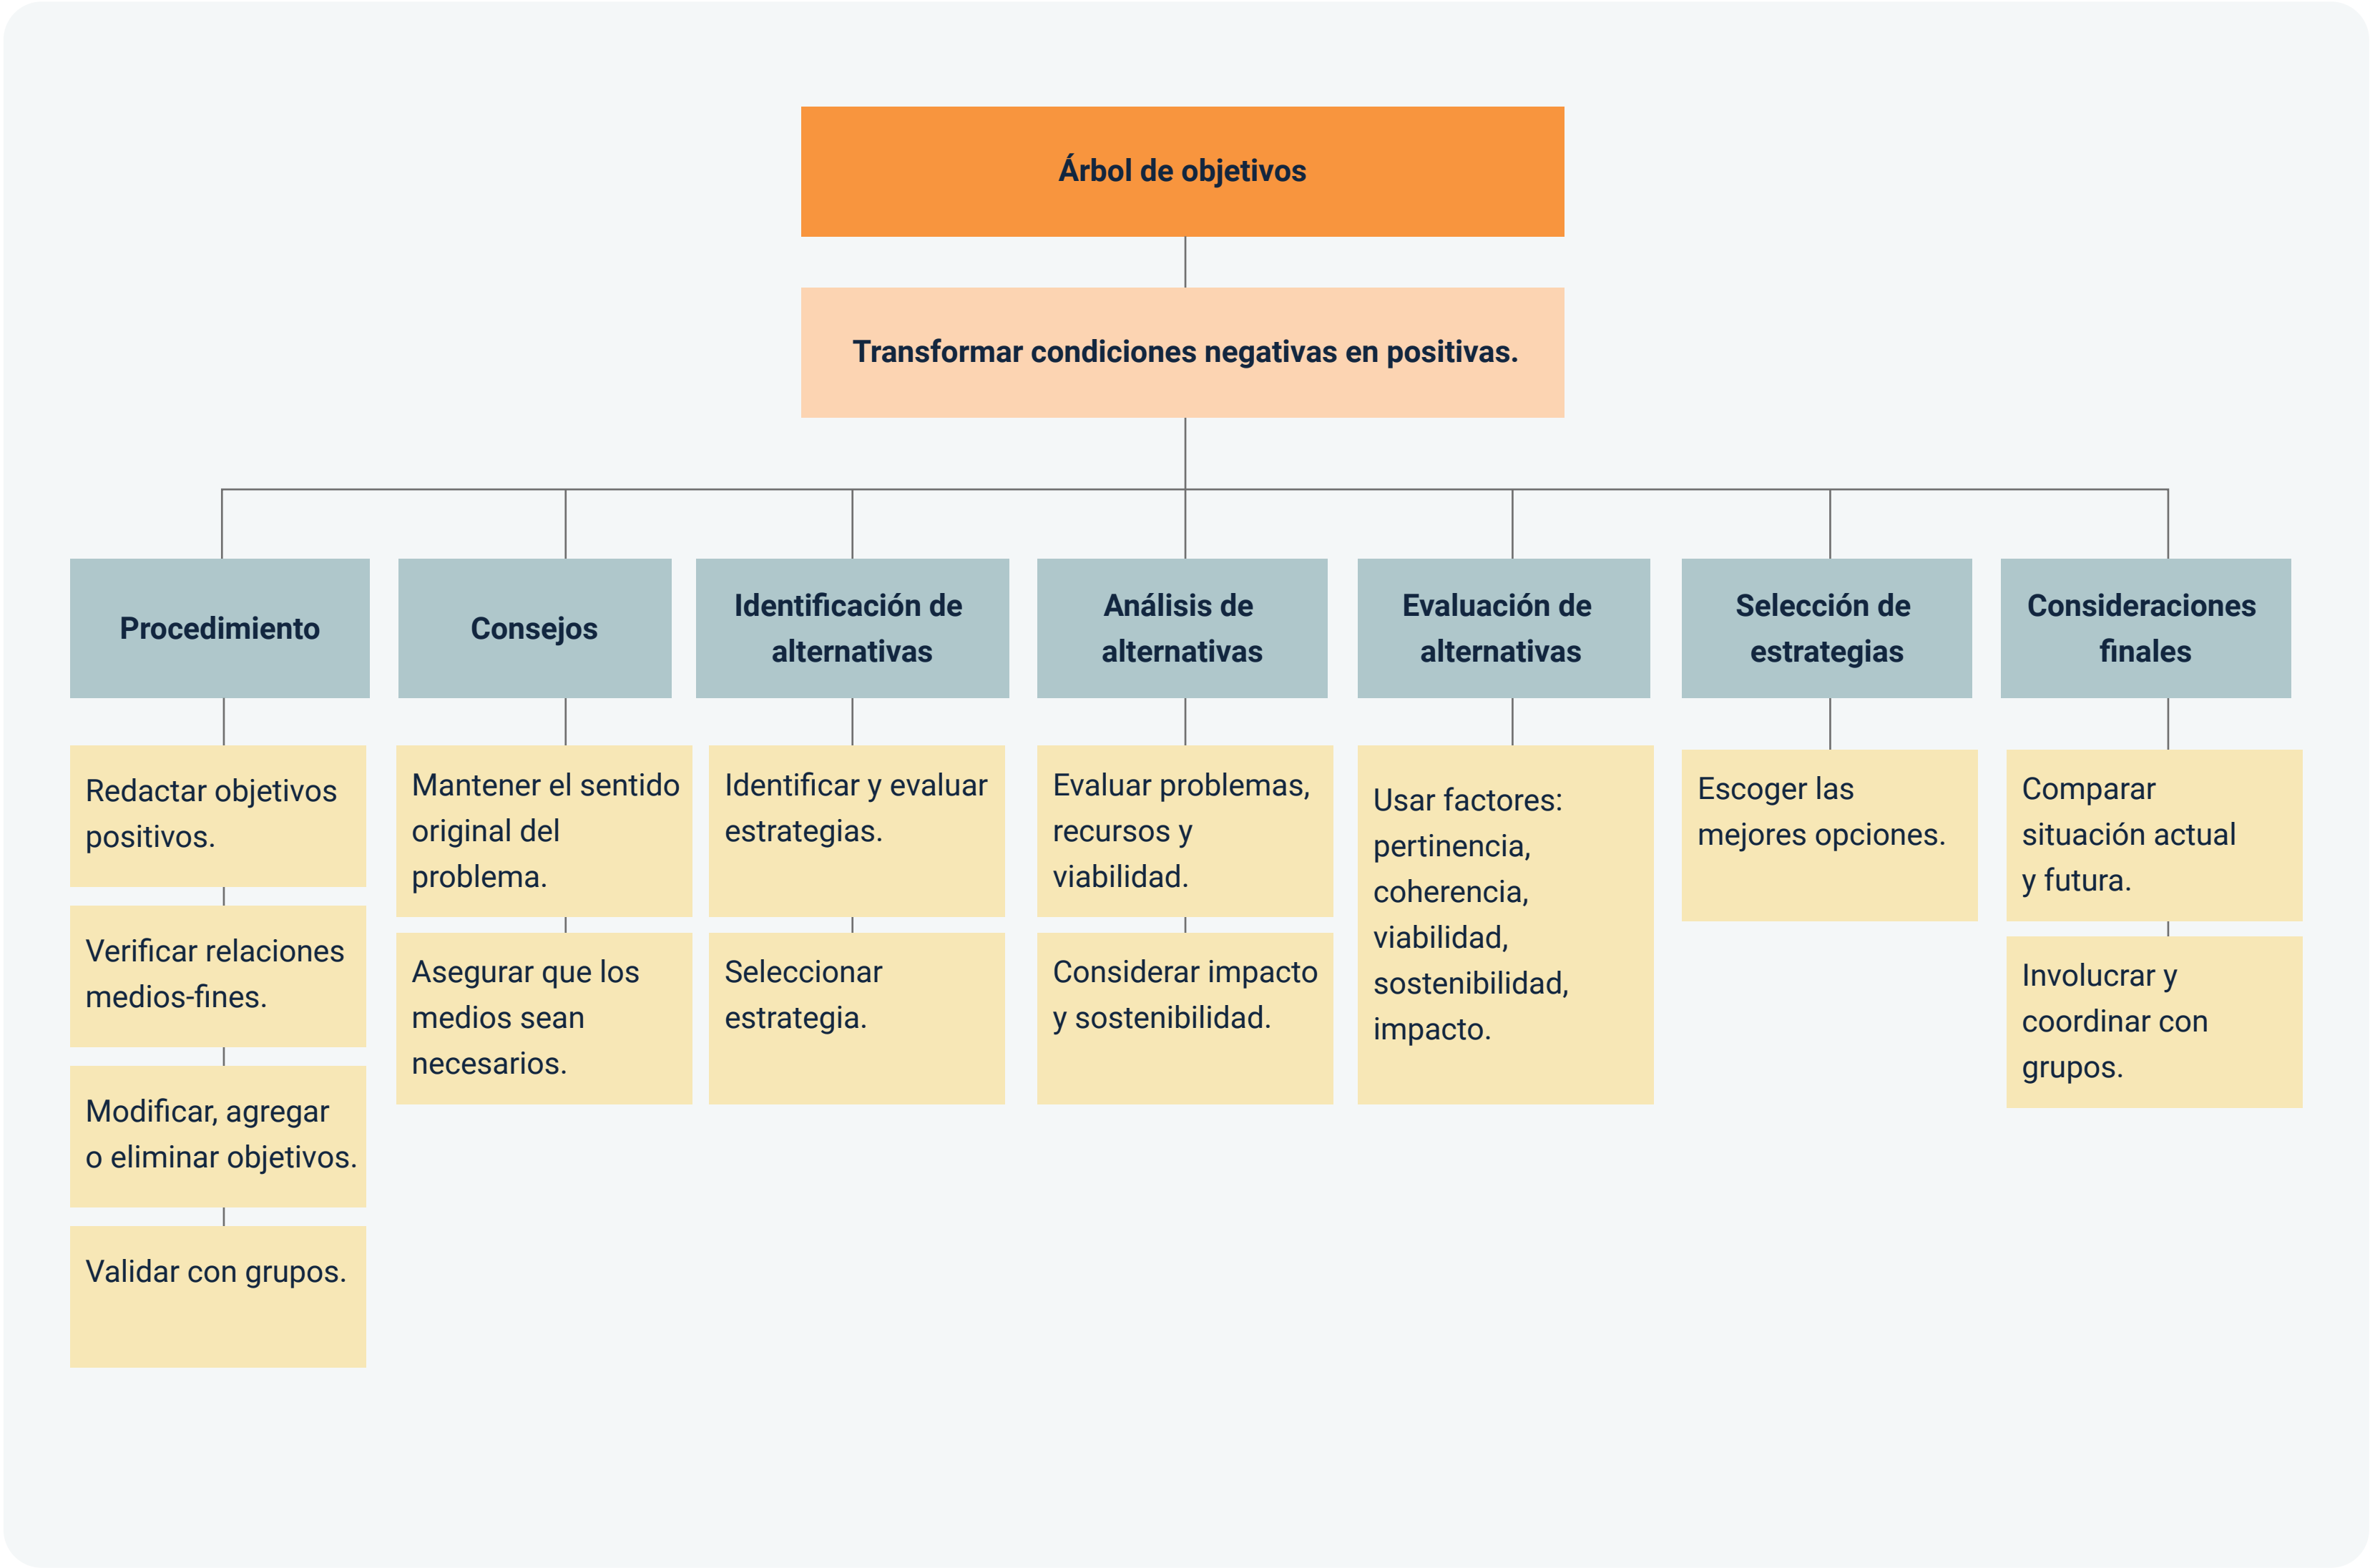 Árbol de objetivos
Transformar condiciones negativas en positivas.
Procedimiento
Redactar objetivos
positivos.
Verificar relaciones
medios-fines.
Modificar, agregar
o eliminar objetivos.
Validar con grupos.
Consejos
Mantener el sentido
original del
problema.
Asegurar que los
medios sean
necesarios.
Identificación de
alternativas
Identificar y evaluar
estrategias.
Seleccionar
estrategia.
Análisis de
alternativas
Evaluar problemas,
recursos y
viabilidad.
Considerar impacto
y sostenibilidad.
Evaluación de
alternativas
Usar factores:
pertinencia,
coherencia,
viabilidad,
sostenibilidad,
impacto.
Selección de
estrategias
Escoger las
mejores opciones.
Consideraciones
finales
Comparar
situación actual
y futura.
Involucrar y
coordinar con
grupos.